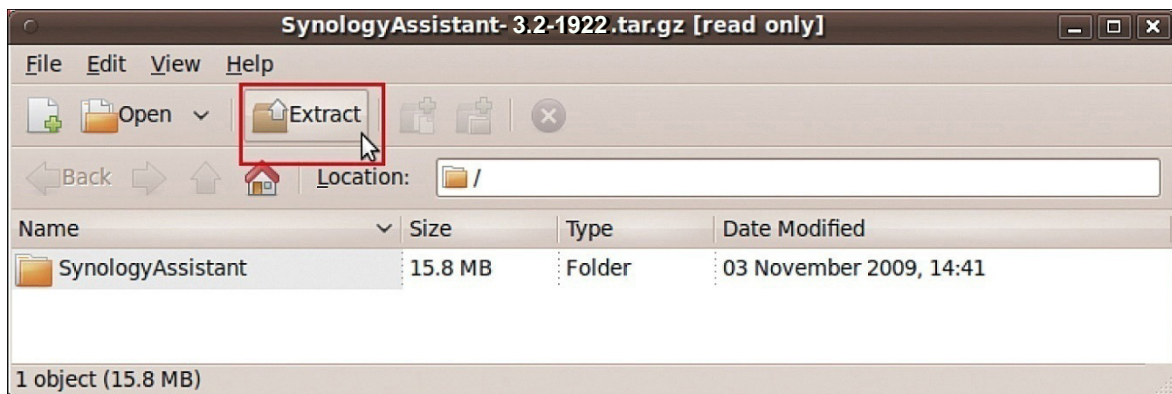 SynologyAssistant- 3.2-1922.tar.gz [read only]
File Edit View Help
Open Extract
Back Location: /
Name Size Type Date Modified
SynologyAssistant 15.8 MB Folder 03 November 2009, 14:41
1 object (15.8 MB)